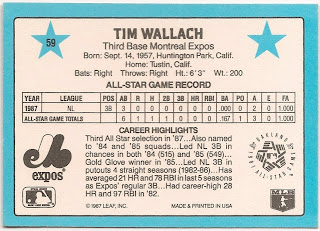 59
TIM WALLACH
Third Base Montreal Expos
Born: Sept. 14, 1957, Huntington Park, Calif.
Home: Tustin, Calif.
Bats: Right Throws: Right Ht.: 6' 3" Wt.: 200
ALL-STAR GAME RECORD
YEAR LEAGUE POS AB R H 2B 3B HR RBI BA PO A E FA
1987 NL 3B 3 0 0 0 0 0 0 .000 0 2 0 1.000
ALL-STAR GAME TOTALS 6 1 1 0 0 0 0 .167 1 3 0 1.000
CAREER HIGHLIGHTS
Third All Star selection in '87...Also named
to '84 and '85 squads...Led NL 3B
in chances in both '84 (515) and '85 (549)...
Gold Glove winner in '85...Led NL 3B in
putouts 4 straight seasons (1982-86)...Has
averaged 21 HR and 78 RBI in last 5 seasons
as Expos' regular 3B...Had career-high 28
HR and 97 RBI in '82.
expos
OAKLAND
ALL-STAR GAME
MLB
© 1987 LEAF, INC.
MADE & PRINTED IN USA